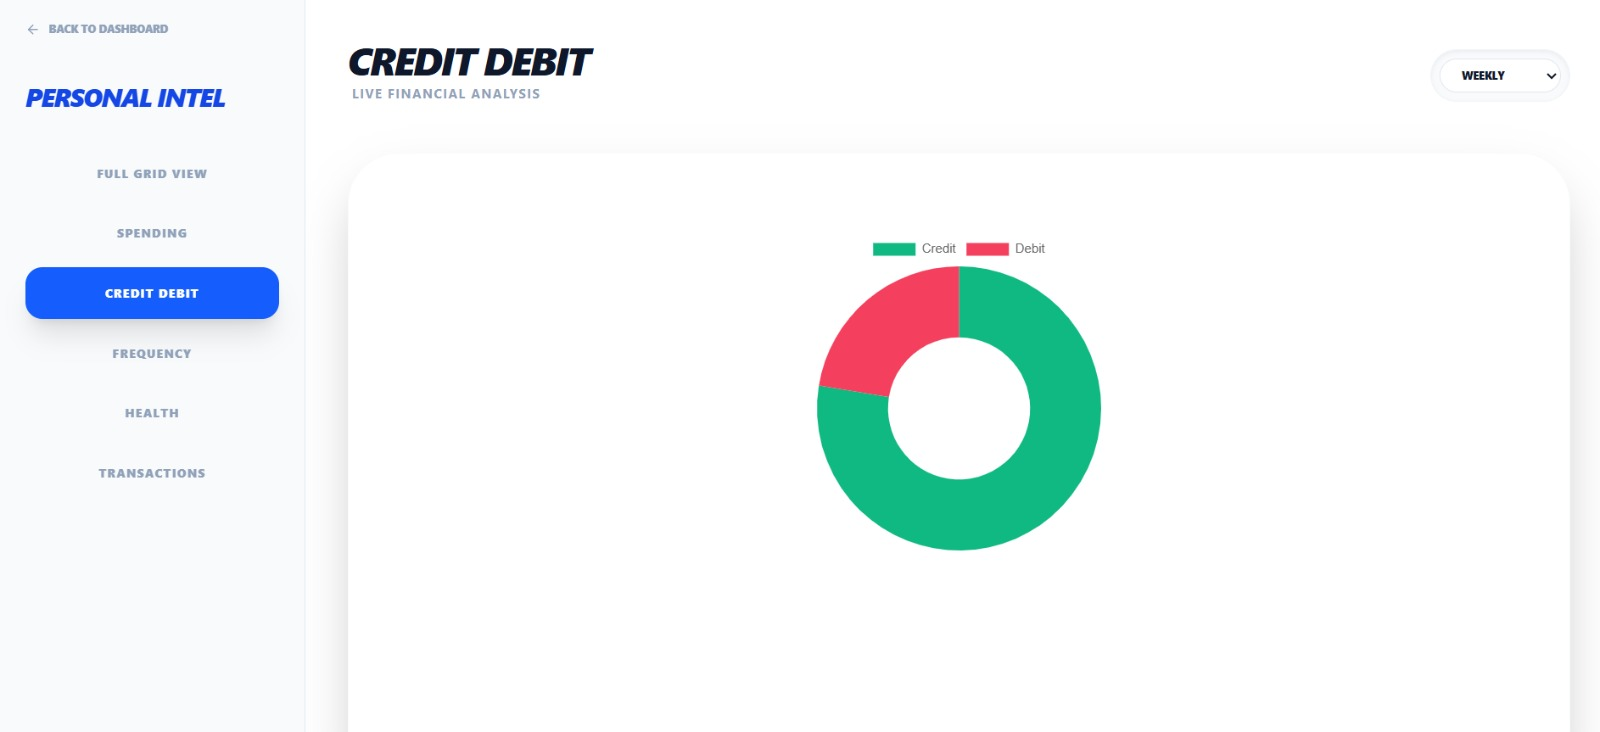 BACK TO DASHBOARD
PERSONAL INTEL
FULL GRID VIEW
SPENDING
CREDIT DEBIT
FREQUENCY
HEALTH
TRANSACTIONS
CREDIT DEBIT
LIVE FINANCIAL ANALYSIS
WEEKLY
Credit Debit